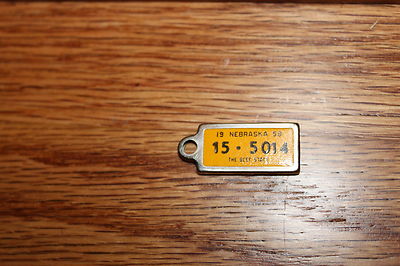 19 NEBRASKA 58
15 · 5014
THE BEEF STATE